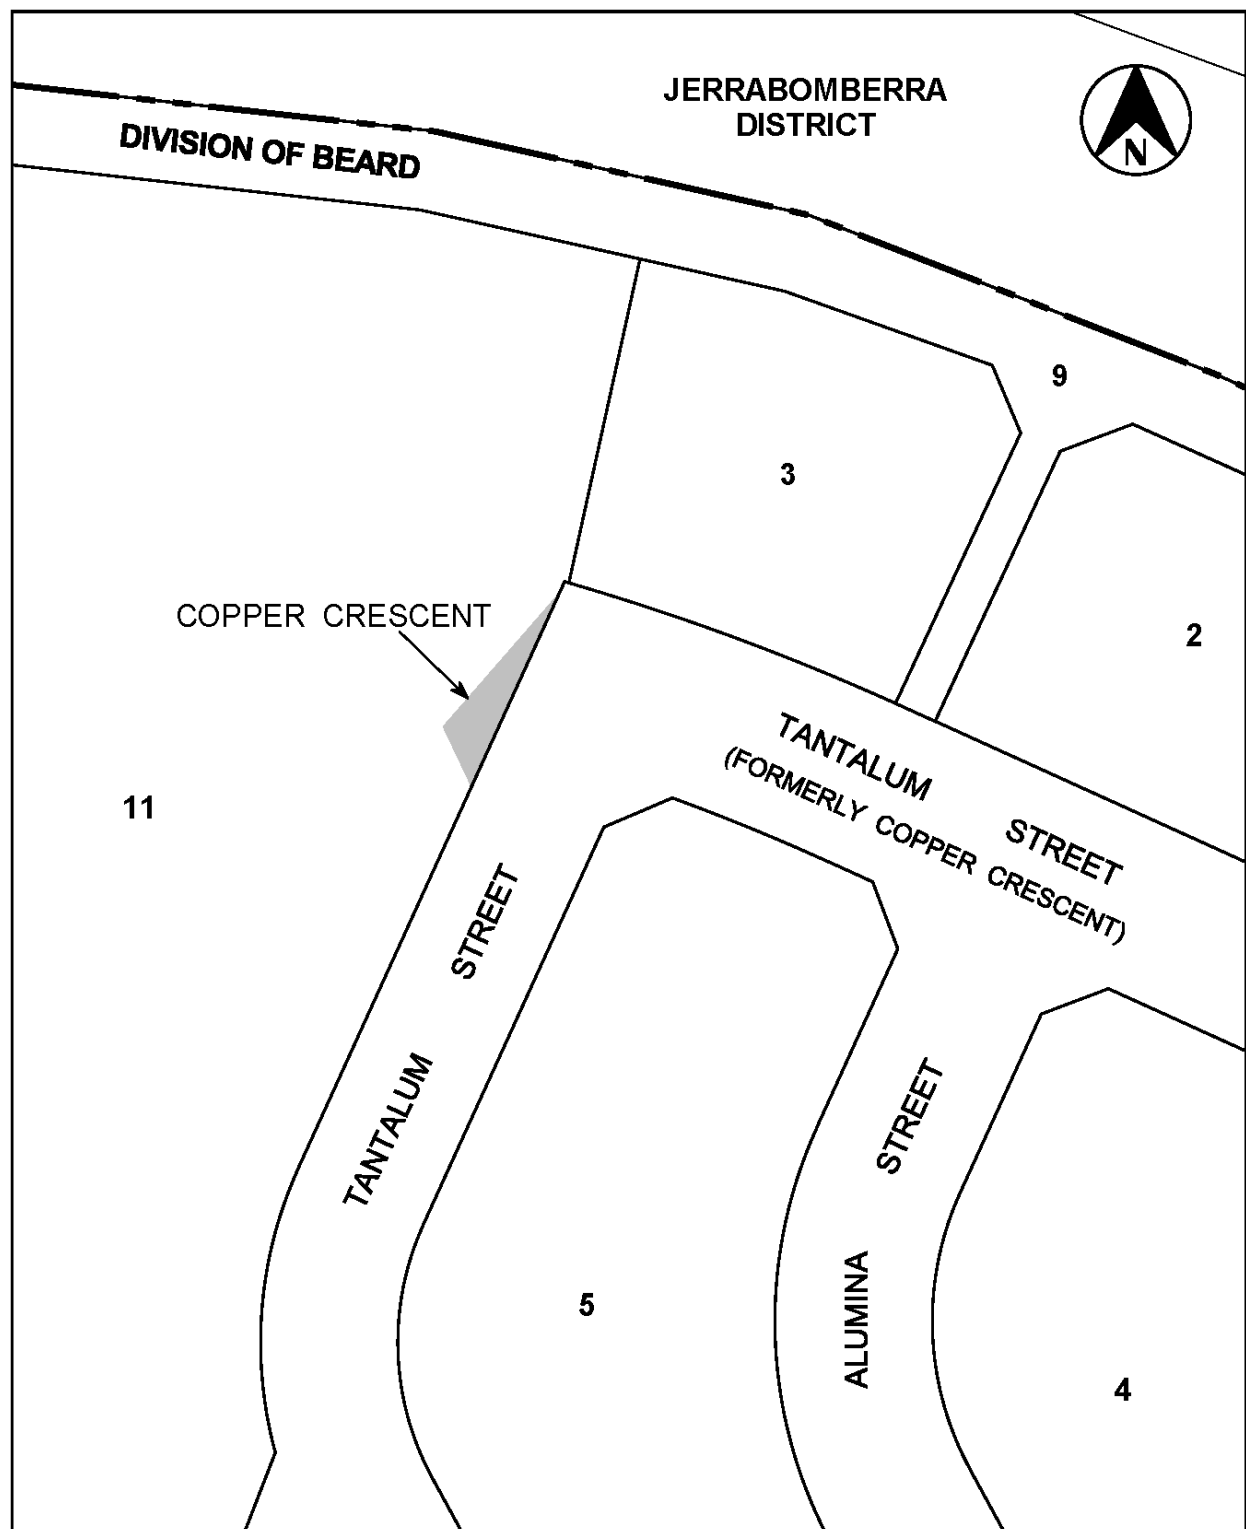 JERRABOMBERRA
DISTRICT
N
DIVISION OF BEARD
9
3
2
COPPER CRESCENT
TANTALUM STREET
(FORMERLY COPPER CRESCENT)
11
TANTALUM STREET
ALUMINA STREET
5
4